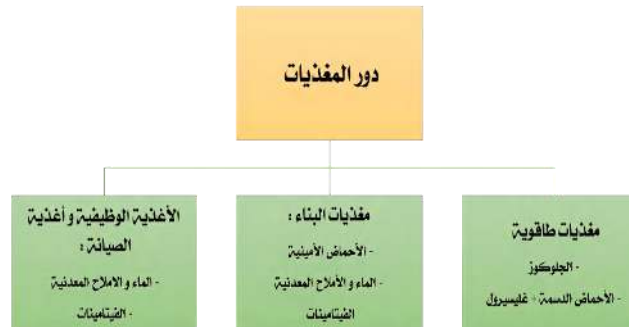 دور المغذيات
مغذيات طاقوية
- الجلوكوز
- الأحماض الدسمة + غليسيرول
مغذيات البناء :
- الأحماض الأمينية
- الماء و الأملاح المعدنية
الفيتامينات
الأغذية الوظيفية و أغذية
الصيانة :
- الماء و الاملاح المعدنية
- الفيتامينات